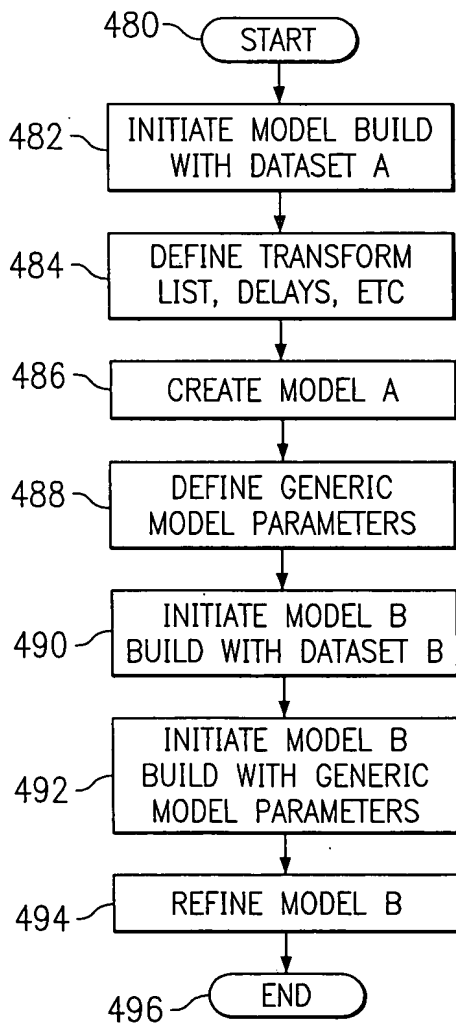 480
START
482
INITIATE MODEL BUILD
WITH DATASET A
484
DEFINE TRANSFORM
LIST, DELAYS, ETC
486
CREATE MODEL A
488
DEFINE GENERIC
MODEL PARAMETERS
490
INITIATE MODEL B
BUILD WITH DATASET B
492
INITIATE MODEL B
BUILD WITH GENERIC
MODEL PARAMETERS
494
REFINE MODEL B
496
END